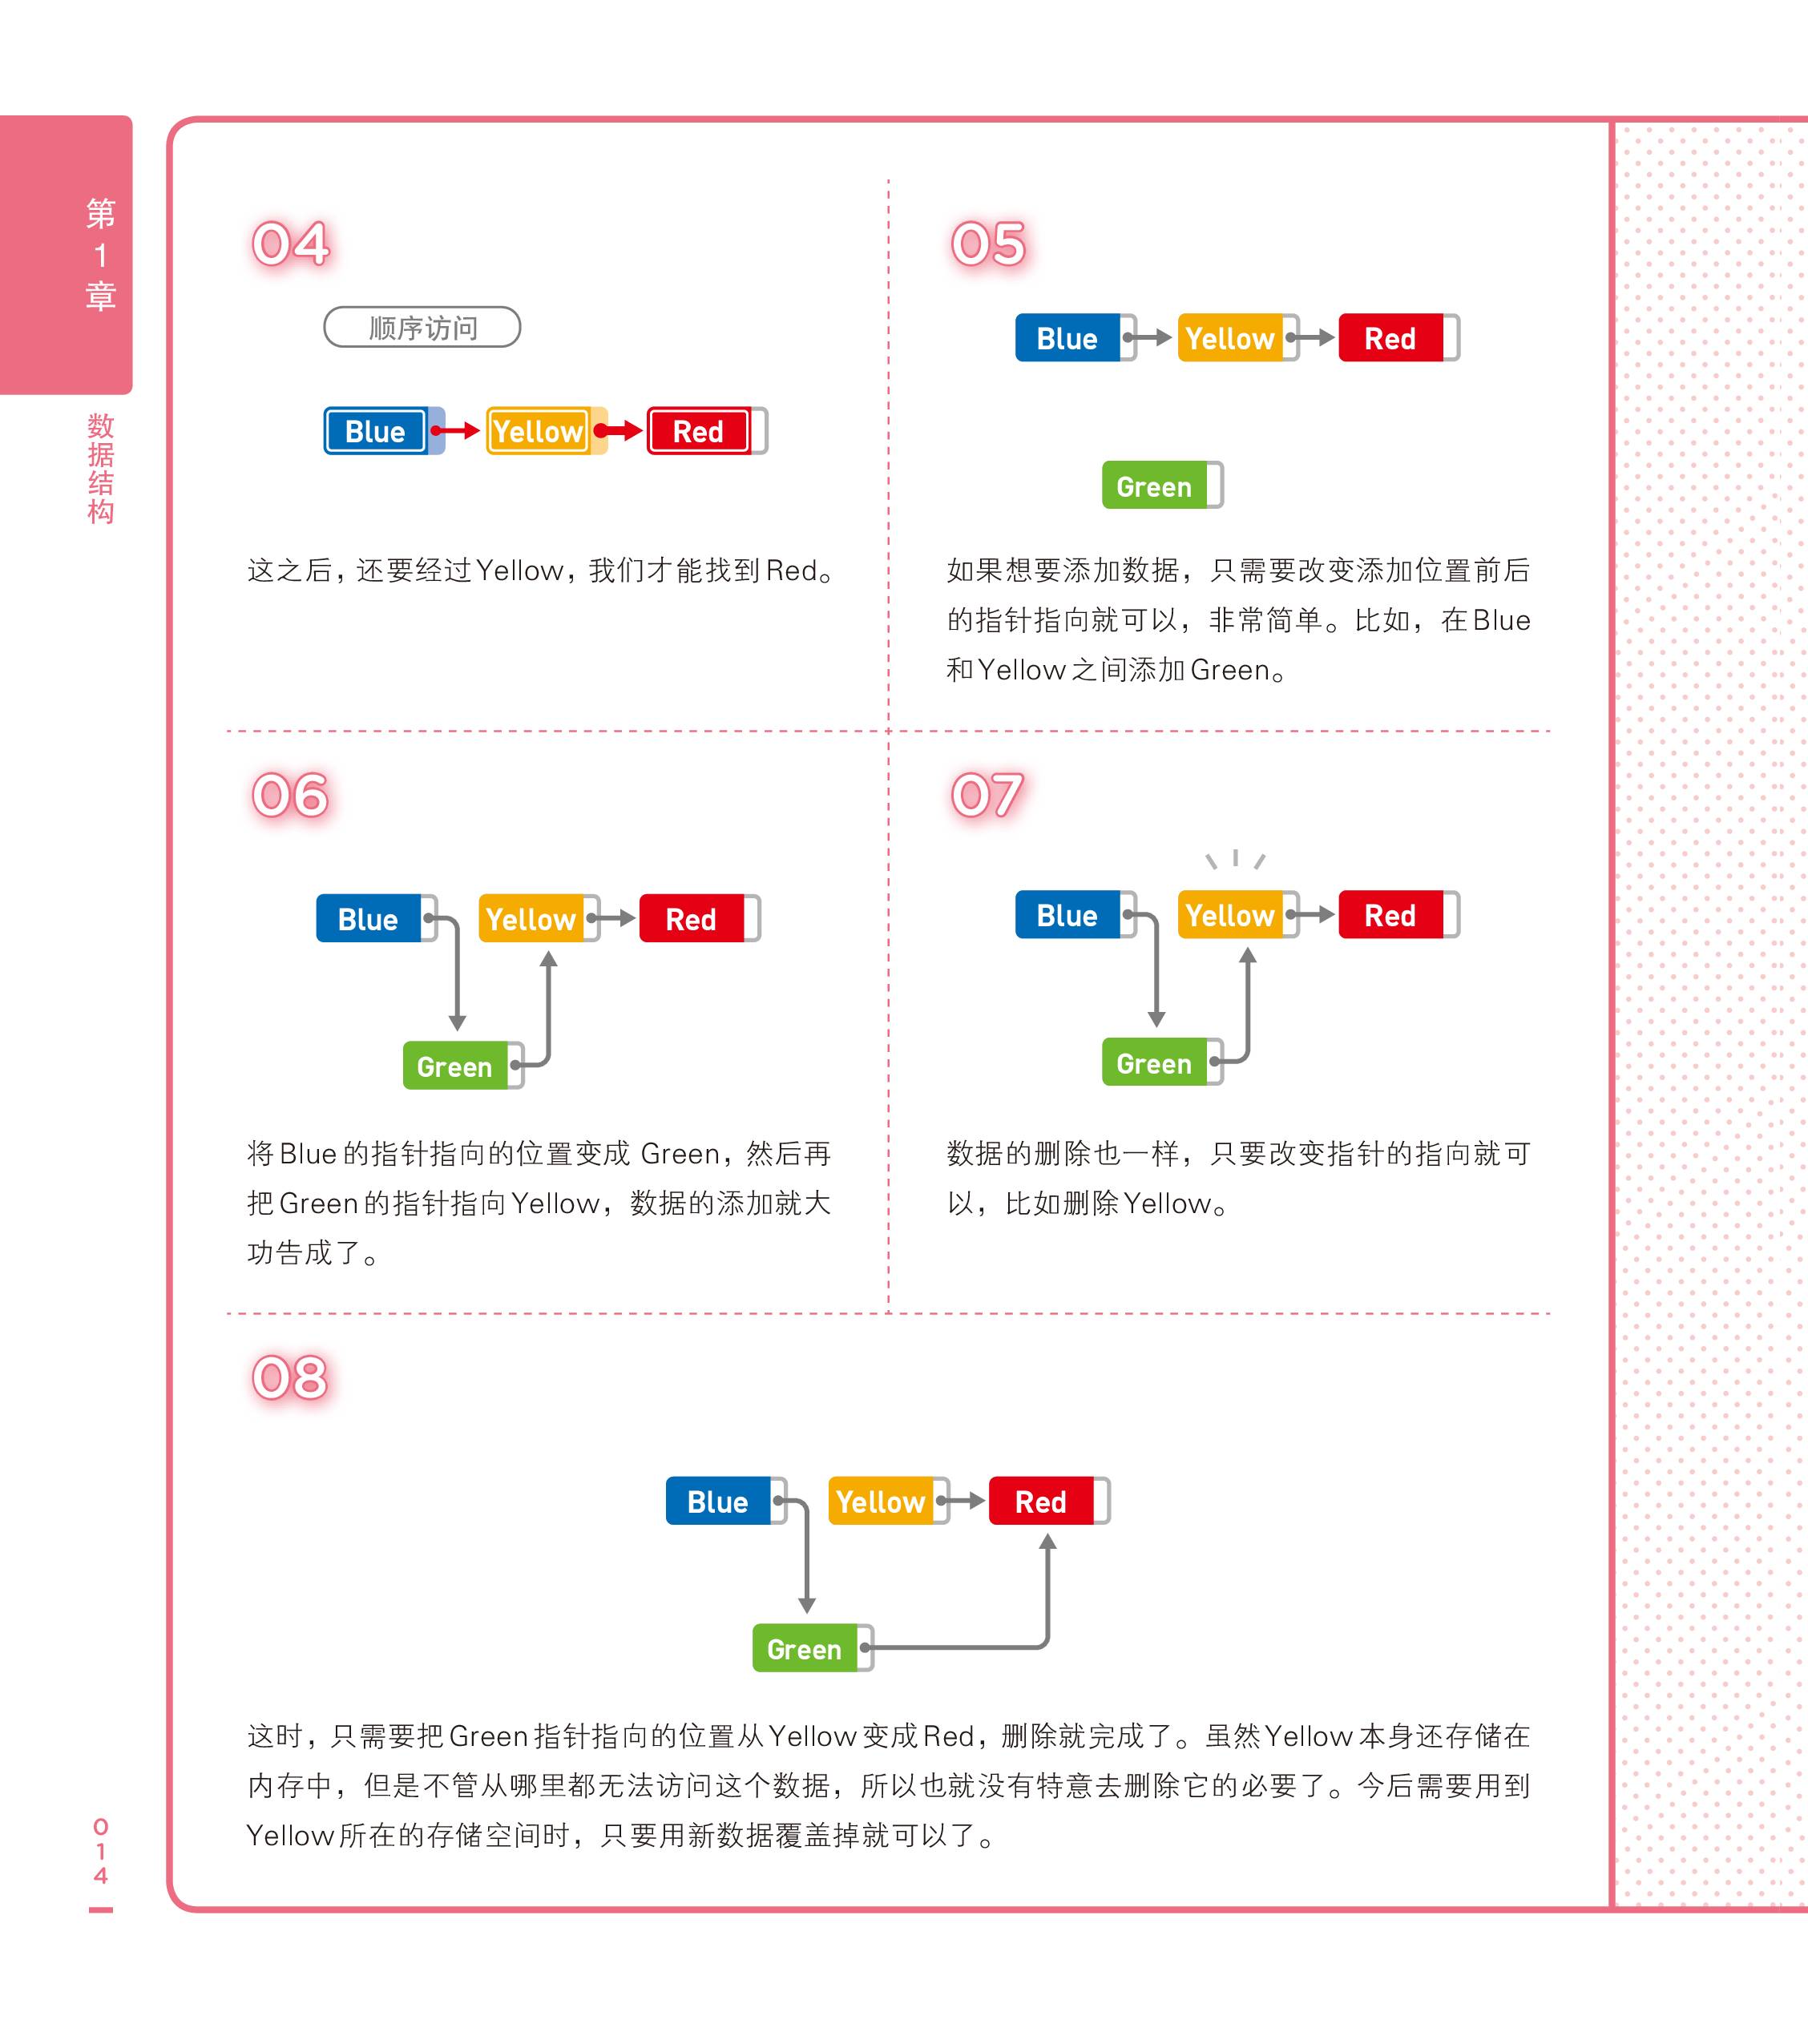 第1章
数据结构
04
顺序访问
Blue Yellow Red
这之后，还要经过Yellow，我们才能找到Red。
05
Blue Yellow Red
Green
如果想要添加数据，只需要改变添加位置前后
的指针指向就可以，非常简单。比如，在Blue
和Yellow之间添加Green。
06
Blue Yellow Red
Green
将Blue的指针指向的位置变成 Green，然后再
把Green的指针指向Yellow，数据的添加就大
功告成了。
07
Blue Yellow Red
Green
数据的删除也一样，只要改变指针的指向就可
以，比如删除Yellow。
08
Blue Yellow Red
Green
这时，只需要把Green指针指向的位置从Yellow变成Red，删除就完成了。虽然Yellow本身还存储在
内存中，但是不管从哪里都无法访问这个数据，所以也就没有特意去删除它的必要了。今后需要用到
Yellow所在的存储空间时，只要用新数据覆盖掉就可以了。
014